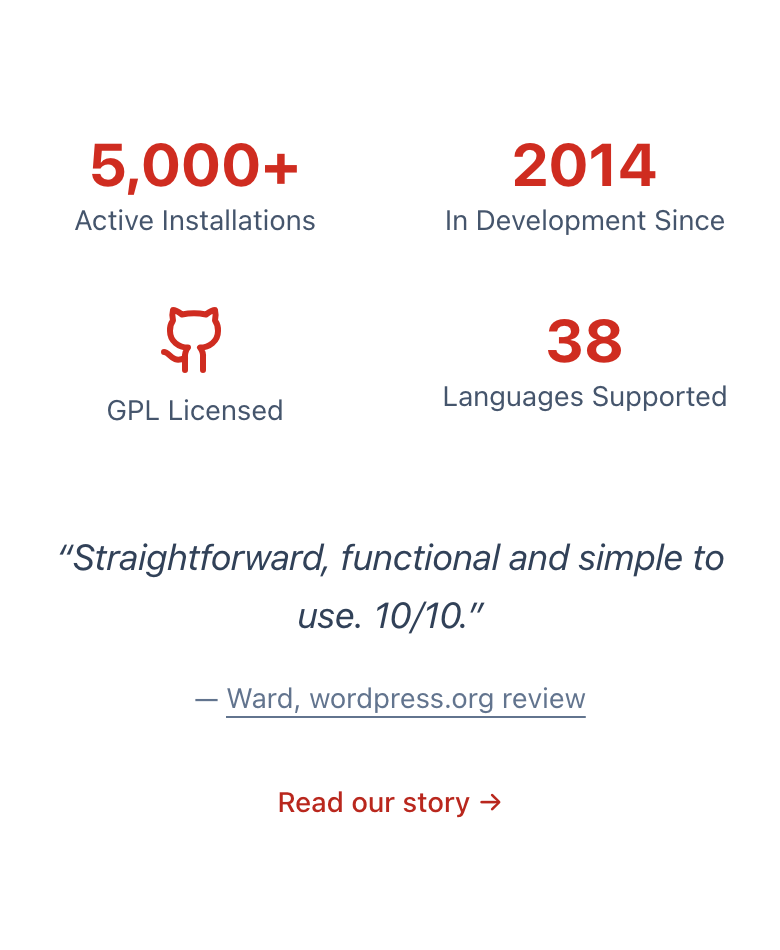 5,000+
Active Installations
2014
In Development Since
GPL Licensed
38
Languages Supported
“Straightforward, functional and simple to
use. 10/10.”
— Ward, wordpress.org review
Read our story →